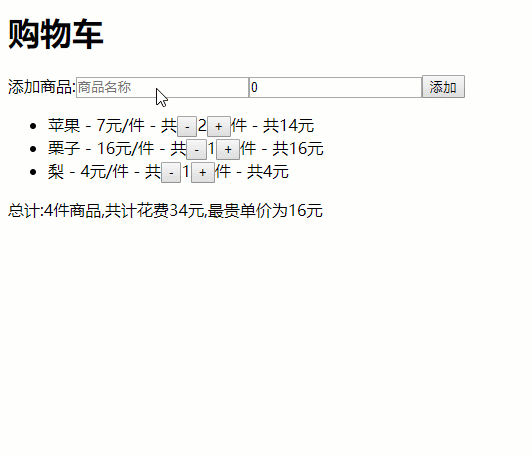 购物车
添加商品:商品名称 0 添加
苹果 - 7元/件 - 共 - 2 + 件 - 共14元
栗子 - 16元/件 - 共 - 1 + 件 - 共16元
梨 - 4元/件 - 共 - 1 + 件 - 共4元
总计:4件商品,共计花费34元,最贵单价为16元